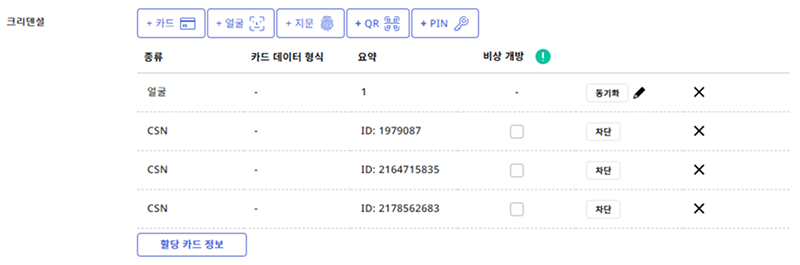 크리덴셜
+ 카드 + 얼굴 + 지문 + QR + PIN
종류 카드 데이터 형식 요약 비상 개방 !
얼굴 - 1 - 동기화
CSN - ID: 1979087 차단
CSN - ID: 2164715835 차단
CSN - ID: 2178562683 차단
할당 카드 정보